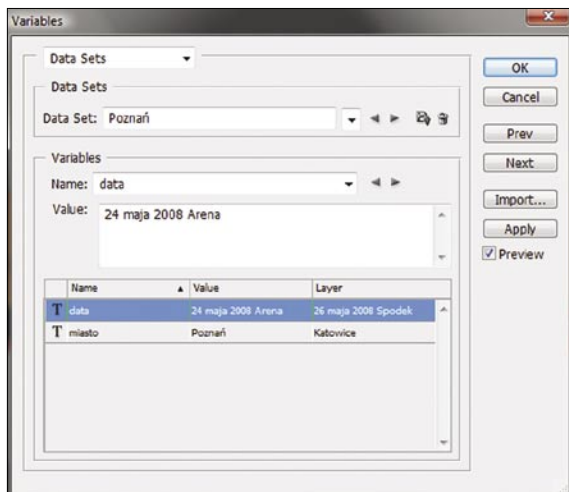 Variables
Data Sets
Data Sets
Data Set: Poznań
Variables
Name: data
Value: 24 maja 2008 Arena
Name Value Layer
T data 24 maja 2008 Arena 26 maja 2008 Spodek
T miasto Poznań Katowice
OK
Cancel
Prev
Next
Import...
Apply
Preview